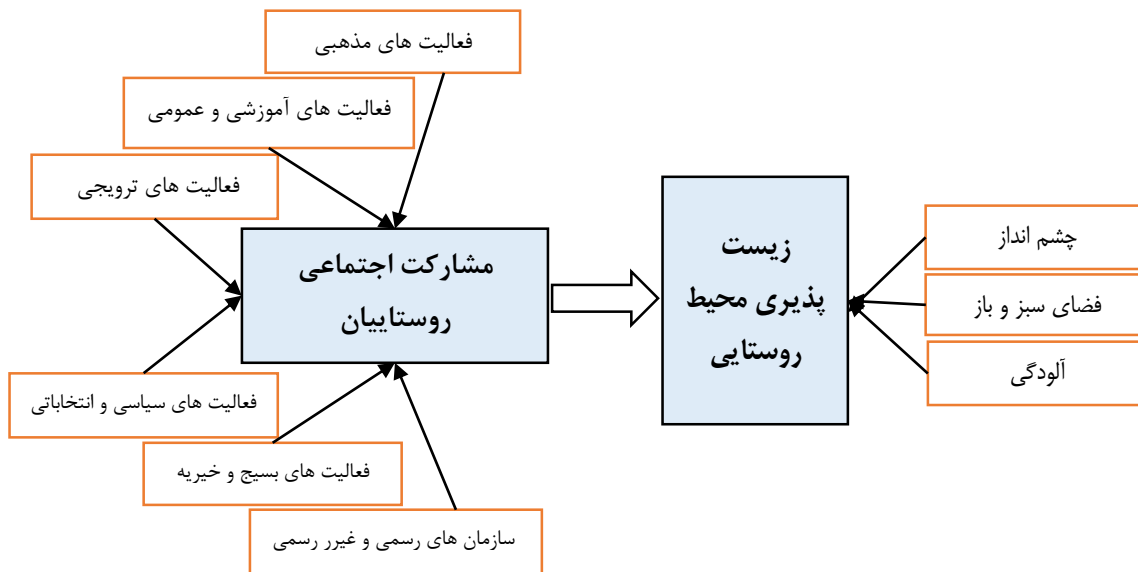 فعالیت های مذهبی
فعالیت های آموزشی و عمومی
فعالیت های ترویجی
مشارکت اجتماعی
روستاییان
فعالیت های سیاسی و انتخاباتی
فعالیت های بسیج و خیریه
سازمان های رسمی و غیرر رسمی
زیست
پذیری محیط
روستایی
چشم انداز
فضای سبز و باز
آلودگی